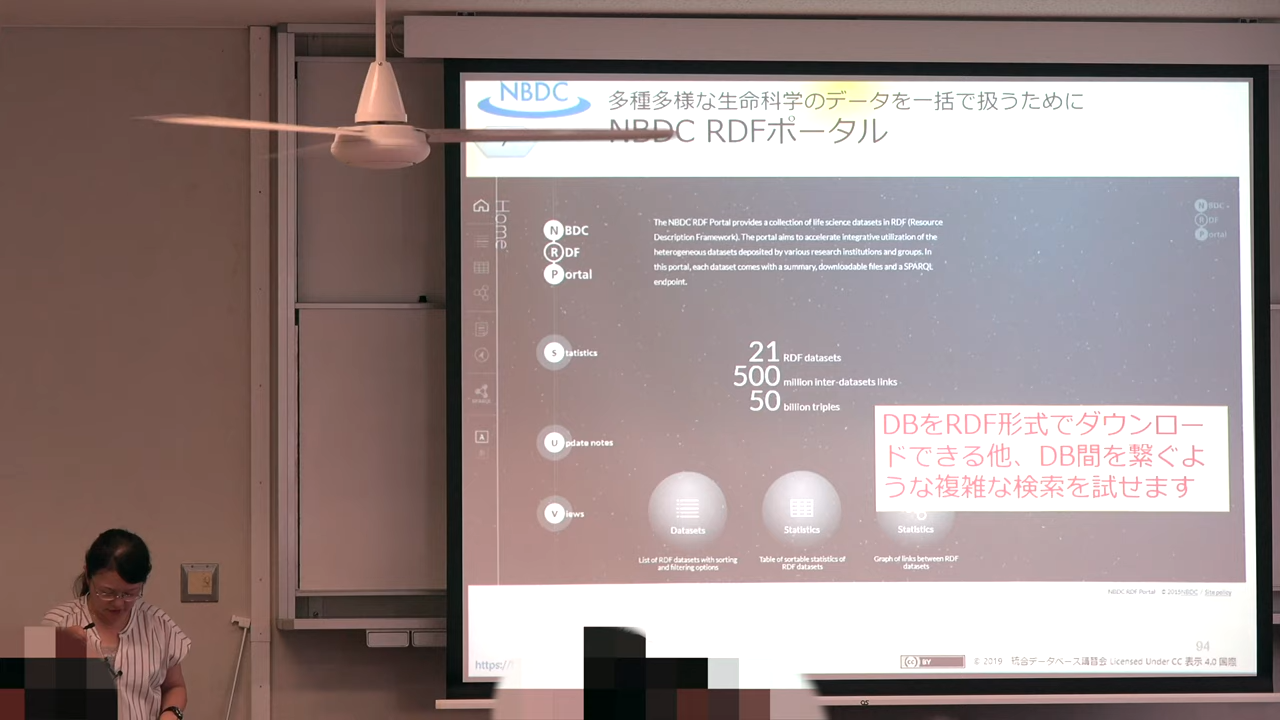 NBDC
多種多様な生命科学のデータを一括で扱うために
NBDC RDFポータル
Home
NBDC
RDF
Portal
The NBDC RDF Portal provides a collection of life science datasets in RDF (Resource
Description Framework). The portal aims to accelerate integrative utilization of the
heterogeneous datasets deposited by various research institutions and groups. In
this portal, each dataset comes with a summary, downloadable files and a SPARQL
endpoint.
NBDC
RDF
Portal
Statistics
21 RDF datasets
500 million inter-datasets links
50 billion triples
Update notes
Views
DBをRDF形式でダウンロー
ドできる他、DB間を繋ぐよ
うな複雑な検索を試せます
Datasets
List of RDF datasets with sorting
and filtering options
Statistics
Table of sortable statistics of
RDF datasets
Statistics
Graph of links between RDF
datasets
NBDC RDF Portal © 2015 NBDC / Site policy
94
https://
CC BY
© 2019 統合データベース講習会 Licensed Under CC 表示 4.0 国際